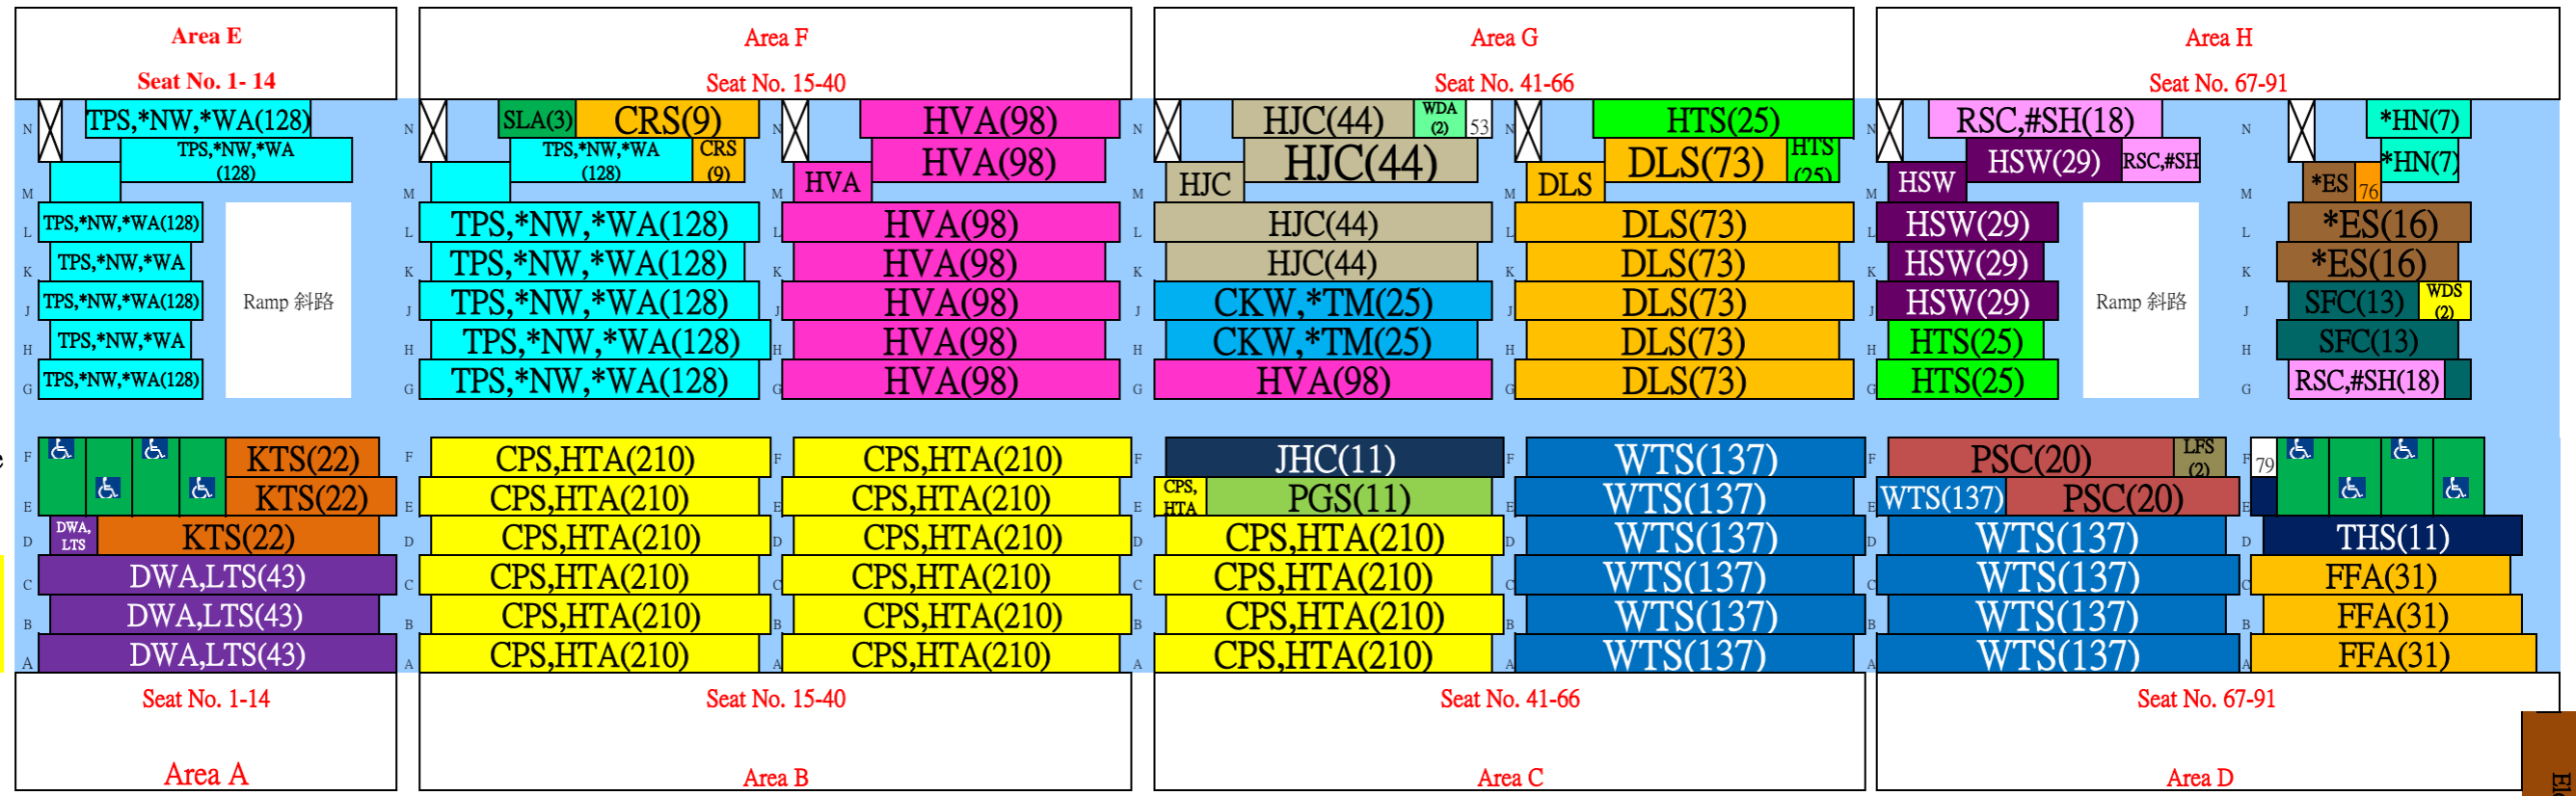 Area E Area F Area G Area H
Seat No. 1- 14 Seat No. 15-40 Seat No. 41-66 Seat No. 67-91
N TPS,*NW,*WA(128) N SLA(3) CRS(9) N HVA(98) N HJC(44) WDA (2) 53 N HTS(25) N RSC,#SH(18) N *HN(7)
TPS,*NW,*WA (128) TPS,*NW,*WA (128) CRS (9) HVA(98) HJC(44) DLS(73) HTS (25) HSW(29) RSC,#SH *HN(7)
M M M HVA M HJC M DLS M HSW M *ES 76
L TPS,*NW,*WA(128) L TPS,*NW,*WA(128) L HVA(98) L HJC(44) L DLS(73) L HSW(29) L *ES(16)
K TPS,*NW,*WA K TPS,*NW,*WA(128) K HVA(98) K HJC(44) K DLS(73) K HSW(29) K *ES(16)
J TPS,*NW,*WA(128) Ramp 斜路 J TPS,*NW,*WA(128) J HVA(98) J CKW,*TM(25) J DLS(73) J HSW(29) Ramp 斜路 J SFC(13) WDS (2)
H TPS,*NW,*WA H TPS,*NW,*WA(128) H HVA(98) H CKW,*TM(25) H DLS(73) H HTS(25) H SFC(13)
G TPS,*NW,*WA(128) G TPS,*NW,*WA(128) G HVA(98) G HVA(98) G DLS(73) G HTS(25) G RSC,#SH(18)
F KTS(22) F CPS,HTA(210) F CPS,HTA(210) F JHC(11) F WTS(137) F PSC(20) LFS (2) F 79
E KTS(22) E CPS,HTA(210) E CPS,HTA(210) E CPS, HTA PGS(11) E WTS(137) E WTS(137) PSC(20) E
D DWA, LTS KTS(22) D CPS,HTA(210) D CPS,HTA(210) D CPS,HTA(210) D WTS(137) D WTS(137) D THS(11)
C DWA,LTS(43) C CPS,HTA(210) C CPS,HTA(210) C CPS,HTA(210) C WTS(137) C WTS(137) C FFA(31)
B DWA,LTS(43) B CPS,HTA(210) B CPS,HTA(210) B CPS,HTA(210) B WTS(137) B WTS(137) B FFA(31)
A DWA,LTS(43) A CPS,HTA(210) A CPS,HTA(210) A CPS,HTA(210) A WTS(137) A WTS(137) A FFA(31)
Seat No. 1-14 Seat No. 15-40 Seat No. 41-66 Seat No. 67-91
Area A Area B Area C Area D